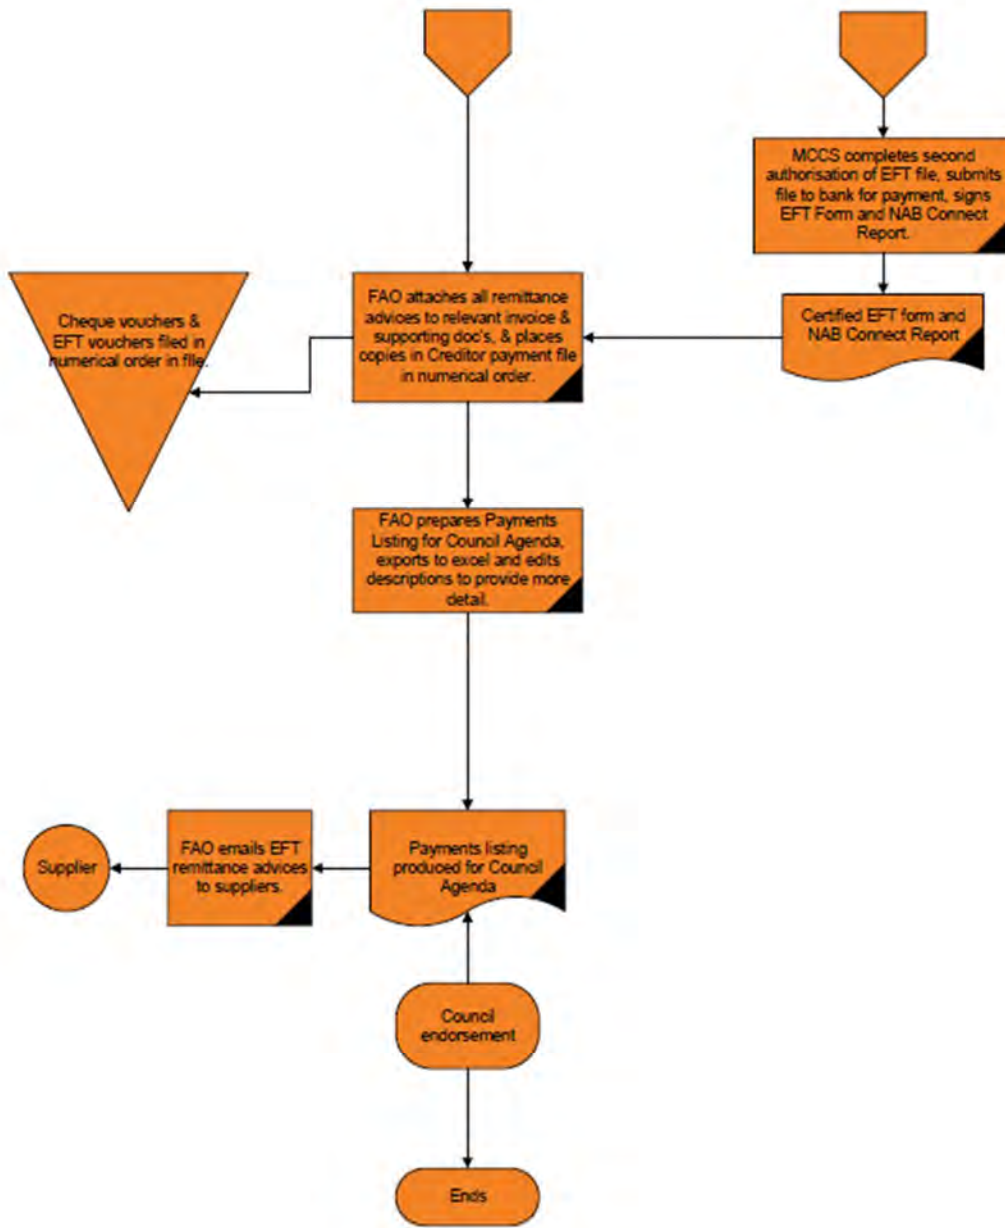 MCCS completes second
authorisation of EFT file, submits
file to bank for payment, signs
EFT Form and NAB Connect
Report.
Cheque vouchers &
EFT vouchers filed in
numerical order in file.
FAO attaches all remittance
advices to relevant invoice &
supporting doc's, & places
copies in Creditor payment file
in numerical order.
Certified EFT form and
NAB Connect Report
FAO prepares Payments
Listing for Council Agenda,
exports to excel and edits
descriptions to provide more
detail.
Supplier
FAO emails EFT
remittance advices
to suppliers.
Payments listing
produced for Council
Agenda
Council
endorsement
Ends